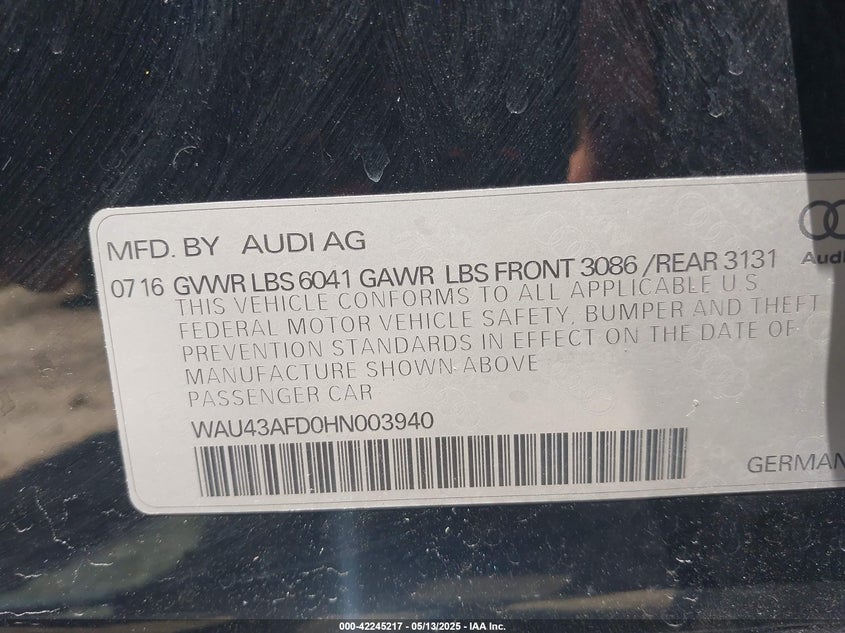 MFD. BY AUDI AG
07 16 GVWR LBS 6041 GAWR LBS FRONT 3086 /REAR 3131
THIS VEHICLE CONFORMS TO ALL APPLICABLE U S
FEDERAL MOTOR VEHICLE SAFETY, BUMPER AND THEFT
PREVENTION STANDARDS IN EFFECT ON THE DATE OF
MANUFACTURE SHOWN ABOVE
PASSENGER CAR
WAU43AFD0HN003940
Audi
GERMAN
000-42245217 - 05/13/2025 - IAA Inc.